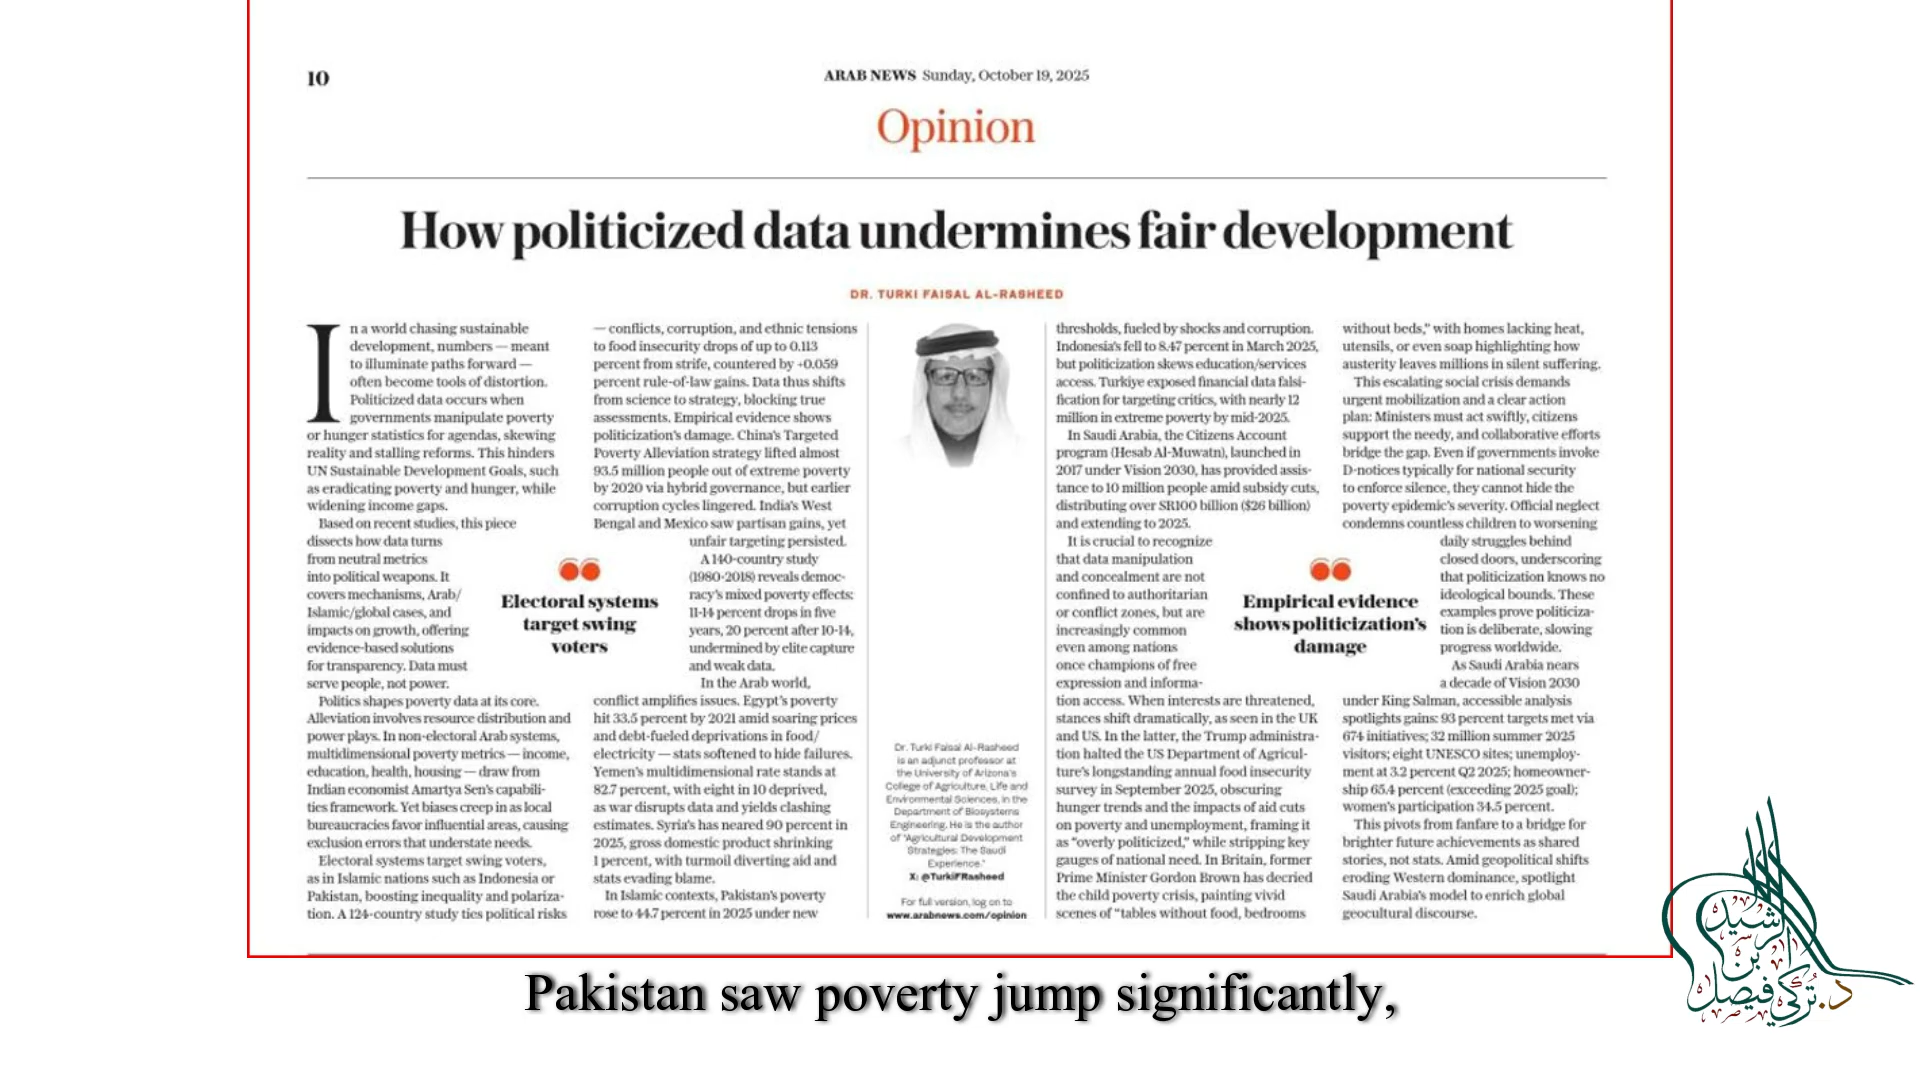 10
ARAB NEWS Sunday, October 19, 2025
Opinion
How politicized data undermines fair development
DR. TURKI FAISAL AL-RASHEED
In a world chasing sustainable
development, numbers — meant
to illuminate paths forward —
often become tools of distortion.
Politicized data occurs when
governments manipulate poverty
or hunger statistics for agendas, skewing
reality and stalling reforms. This hinders
UN Sustainable Development Goals, such
as eradicating poverty and hunger, while
widening income gaps.
Based on recent studies, this piece
dissects how data turns
from neutral metrics
into political weapons. It
covers mechanisms, Arab/
Islamic/global cases, and
impacts on growth, offering
evidence-based solutions
for transparency. Data must
serve people, not power.
Politics shapes poverty data at its core.
Alleviation involves resource distribution and
power plays. In non-electoral Arab systems,
multidimensional poverty metrics — income,
education, health, housing — draw from
Indian economist Amartya Sen's capabili-
ties framework. Yet biases creep in as local
bureaucracies favor influential areas, causing
exclusion errors that understate needs.
Electoral systems target swing voters,
as in Islamic nations such as Indonesia or
Pakistan, boosting inequality and polariza-
tion. A 124-country study ties political risks
Electoral systems
target swing
voters
— conflicts, corruption, and ethnic tensions
to food insecurity drops of up to 0.113
percent from strife, countered by +0.059
percent rule-of-law gains. Data thus shifts
from science to strategy, blocking true
assessments. Empirical evidence shows
politicization's damage. China's Targeted
Poverty Alleviation strategy lifted almost
93.5 million people out of extreme poverty
by 2020 via hybrid governance, but earlier
corruption cycles lingered. India's West
Bengal and Mexico saw partisan gains, yet
unfair targeting persisted.
A 140-country study
(1980-2018) reveals democ-
racy's mixed poverty effects:
11-14 percent drops in five
years, 20 percent after 10-14,
undermined by elite capture
and weak data.
In the Arab world,
conflict amplifies issues. Egypt's poverty
hit 33.5 percent by 2021 amid soaring prices
and debt-fueled deprivations in food/
electricity — stats softened to hide failures.
Yemen's multidimensional rate stands at
82.7 percent, with eight in 10 deprived,
as war disrupts data and yields clashing
estimates. Syria's has neared 90 percent in
2025, gross domestic product shrinking
1 percent, with turmoil diverting aid and
stats evading blame.
In Islamic contexts, Pakistan's poverty
rose to 44.7 percent in 2025 under new
Dr. Turki Faisal Al-Rasheed
is an adjunct professor at
the University of Arizona's
College of Agriculture, Life and
Environmental Sciences, in the
Department of Biosystems
Engineering. He is the author
of "Agricultural Development
Strategies: The Saudi
Experience."
X: @TurkiFRasheed
For full version, log on to
www.arabnews.com/opinion
thresholds, fueled by shocks and corruption.
Indonesia's fell to 8.47 percent in March 2025,
but politicization skews education/services
access. Turkiye exposed financial data falsi-
fication for targeting critics, with nearly 12
million in extreme poverty by mid-2025.
In Saudi Arabia, the Citizens Account
program (Hesab Al-Muwatn), launched in
2017 under Vision 2030, has provided assis-
tance to 10 million people amid subsidy cuts,
distributing over SR100 billion ($26 billion)
and extending to 2025.
It is crucial to recognize
that data manipulation
and concealment are not
confined to authoritarian
or conflict zones, but are
increasingly common
even among nations
once champions of free
expression and informa-
tion access. When interests are threatened,
stances shift dramatically, as seen in the UK
and US. In the latter, the Trump administra-
tion halted the US Department of Agricul-
ture's longstanding annual food insecurity
survey in September 2025, obscuring
hunger trends and the impacts of aid cuts
on poverty and unemployment, framing it
as "overly politicized," while stripping key
gauges of national need. In Britain, former
Prime Minister Gordon Brown has decried
the child poverty crisis, painting vivid
scenes of "tables without food, bedrooms
Empirical evidence
shows politicization's
damage
without beds," with homes lacking heat,
utensils, or even soap highlighting how
austerity leaves millions in silent suffering.
This escalating social crisis demands
urgent mobilization and a clear action
plan: Ministers must act swiftly, citizens
support the needy, and collaborative efforts
bridge the gap. Even if governments invoke
D-notices typically for national security
to enforce silence, they cannot hide the
poverty epidemic's severity. Official neglect
condemns countless children to worsening
daily struggles behind
closed doors, underscoring
that politicization knows no
ideological bounds. These
examples prove politiciza-
tion is deliberate, slowing
progress worldwide.
As Saudi Arabia nears
a decade of Vision 2030
under King Salman, accessible analysis
spotlights gains: 93 percent targets met via
674 initiatives; 32 million summer 2025
visitors; eight UNESCO sites; unemploy-
ment at 3.2 percent Q2 2025; homeowner-
ship 65.4 percent (exceeding 2025 goal);
women's participation 34.5 percent.
This pivots from fanfare to a bridge for
brighter future achievements as shared
stories, not stats. Amid geopolitical shifts
eroding Western dominance, spotlight
Saudi Arabia's model to enrich global
geocultural discourse.
Pakistan saw poverty jump significantly,
د. تركي فيصل بن الرشيد